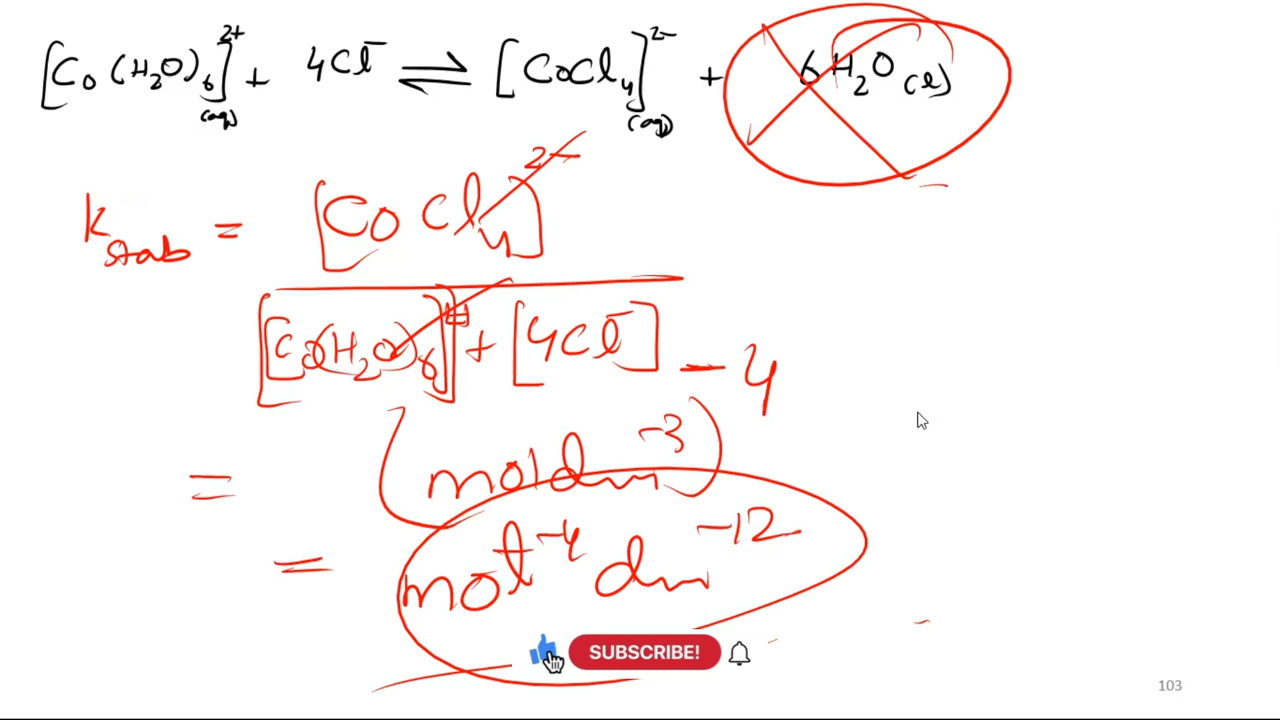 [Co(H₂O)₆]²⁺(aq) + 4Cl⁻ ⇌ [CoCl₄]²⁻(aq) + 6H₂O(l)
Kstab = [CoCl₄]²⁻
[[Co(H₂O)₆]]²⁺ + [4Cl⁻]
= (mol dm⁻³)⁻⁴
= mol⁻⁴ dm⁻¹²
SUBSCRIBE!
103